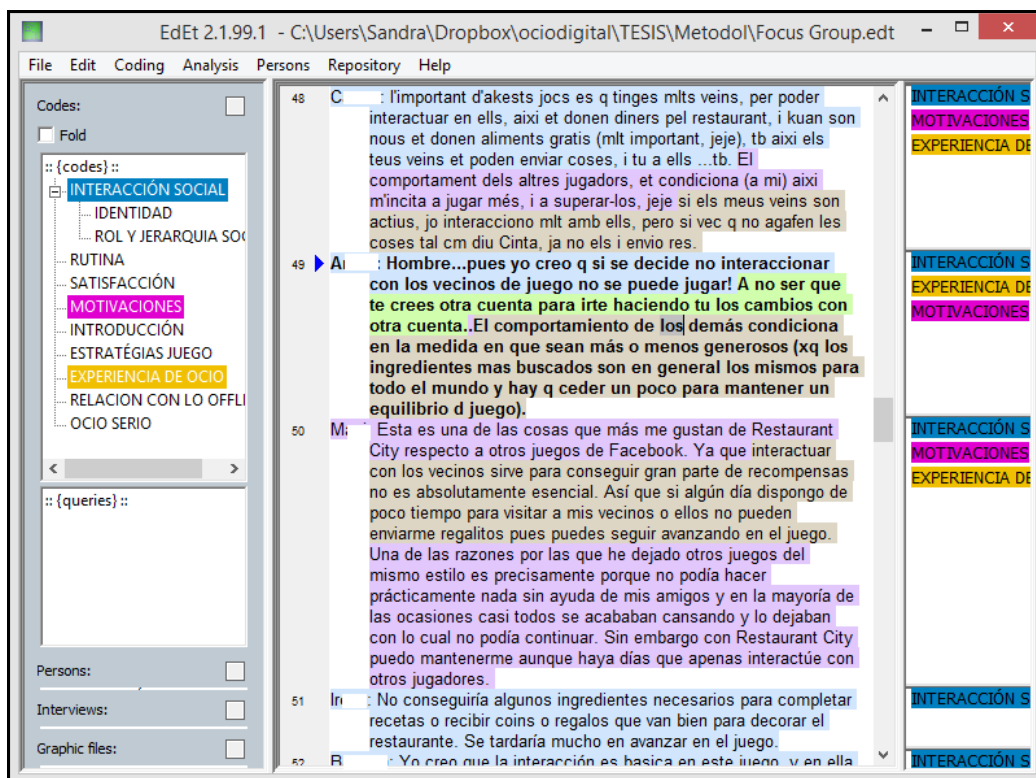 EdEt 2.1.99.1 - C:\Users\Sandra\Dropbox\ociodigital\TESIS\Metodol\Focus Group.edt
File Edit Coding Analysis Persons Repository Help
Codes:
Fold
:: {codes} ::
INTERACCIÓN SOCIAL
IDENTIDAD
ROL Y JERARQUIA SO
RUTINA
SATISFACCIÓN
MOTIVACIONES
INTRODUCCIÓN
ESTRATÉGIAS JUEGO
EXPERIENCIA DE OCIO
RELACION CON LO OFFLI
OCIO SERIO
:: {queries} ::
Persons:
Interviews:
Graphic files:
48 C : l'important d'akests jocs es q tinges mlts veins, per poder
interactuar en ells, aixi et donen diners pel restaurant, i kuan son
nous et donen aliments gratis (mlt important, jeje), tb aixi els
teus veins et poden enviar coses, i tu a ells ...tb. El
comportament dels altres jugadors, et condiciona (a mi) aixi
m'incita a jugar més, i a superar-los, jeje si els meus veins son
actius, jo interacciono mlt amb ells, pero si vec q no agafen les
coses tal cm diu Cinta, ja no els i envio res.
49 A : Hombre...pues yo creo q si se decide no interaccionar
con los vecinos de juego no se puede jugar! A no ser que
te crees otra cuenta para irte haciendo tu los cambios con
otra cuenta..El comportamiento de los demás condiciona
en la medida en que sean más o menos generosos (xq los
ingredientes mas buscados son en general los mismos para
todo el mundo y hay q ceder un poco para mantener un
equilibrio d juego).
50 Ma : Esta es una de las cosas que más me gustan de Restaurant
City respecto a otros juegos de Facebook. Ya que interactuar
con los vecinos sirve para conseguir gran parte de recompensas
no es absolutamente esencial. Así que si algún día dispongo de
poco tiempo para visitar a mis vecinos o ellos no pueden
enviarme regalitos pues puedes seguir avanzando en el juego.
Una de las razones por las que he dejado otros juegos del
mismo estilo es precisamente porque no podía hacer
prácticamente nada sin ayuda de mis amigos y en la mayoría de
las ocasiones casi todos se acababan cansando y lo dejaban
con lo cual no podía continuar. Sin embargo con Restaurant City
puedo mantenerme aunque haya días que apenas interactúe con
otros jugadores.
51 Ir : No conseguiría algunos ingredientes necesarios para completar
recetas o recibir coins o regalos que van bien para decorar el
restaurante. Se tardaría mucho en avanzar en el juego.
52 B : Yo creo que la interacción es basica en este juego, y en ella
INTERACCIÓN S
MOTIVACIONES
EXPERIENCIA DE
INTERACCIÓN S
EXPERIENCIA DE
MOTIVACIONES
INTERACCIÓN S
MOTIVACIONES
EXPERIENCIA DE
INTERACCIÓN S
INTERACCIÓN S